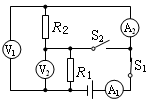 R₂ A₂
V₁ S₂
V₂ R₁ S₁
A₁